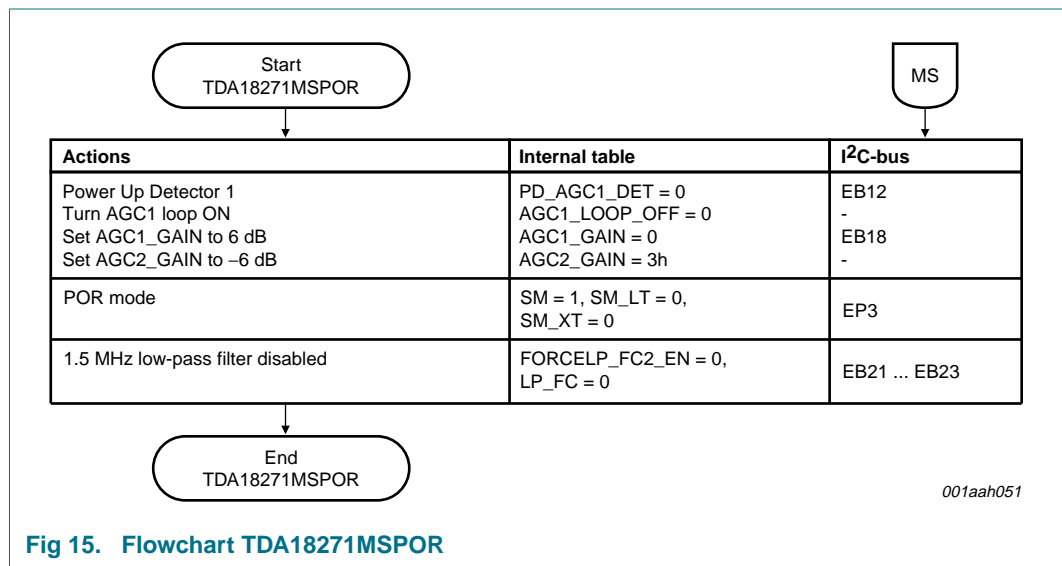 Start
TDA18271MSPOR
MS
Actions Internal table I2C-bus
Power Up Detector 1 PD_AGC1_DET = 0 EB12
Turn AGC1 loop ON AGC1_LOOP_OFF = 0 -
Set AGC1_GAIN to 6 dB AGC1_GAIN = 0 EB18
Set AGC2_GAIN to −6 dB AGC2_GAIN = 3h -
POR mode SM = 1, SM_LT = 0,
SM_XT = 0 EP3
1.5 MHz low-pass filter disabled FORCELP_FC2_EN = 0,
LP_FC = 0 EB21 ... EB23
End
TDA18271MSPOR
001aah051
Fig 15. Flowchart TDA18271MSPOR